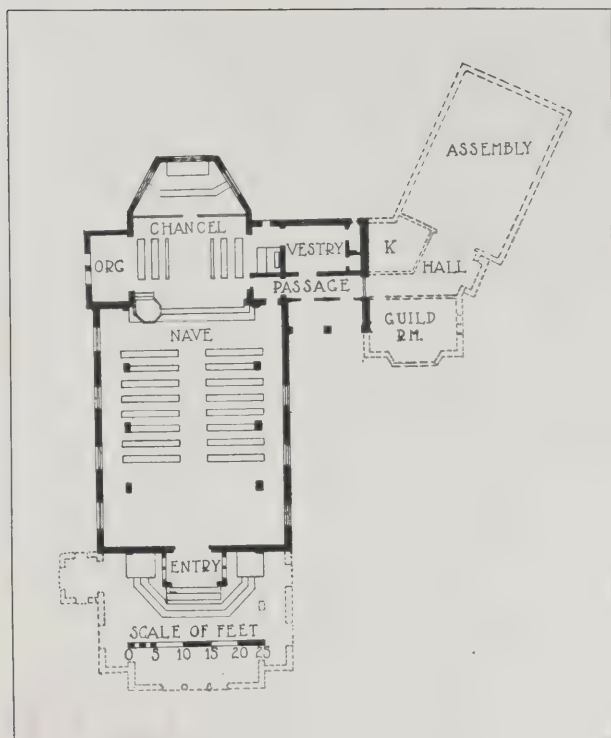 ASSEMBLY
CHANCEL
ORG
VESTRY
K
HALL
PASSAGE
GUILD
RM.
NAVE
ENTRY
SCALE OF FEET
0 5 10 15 20 25